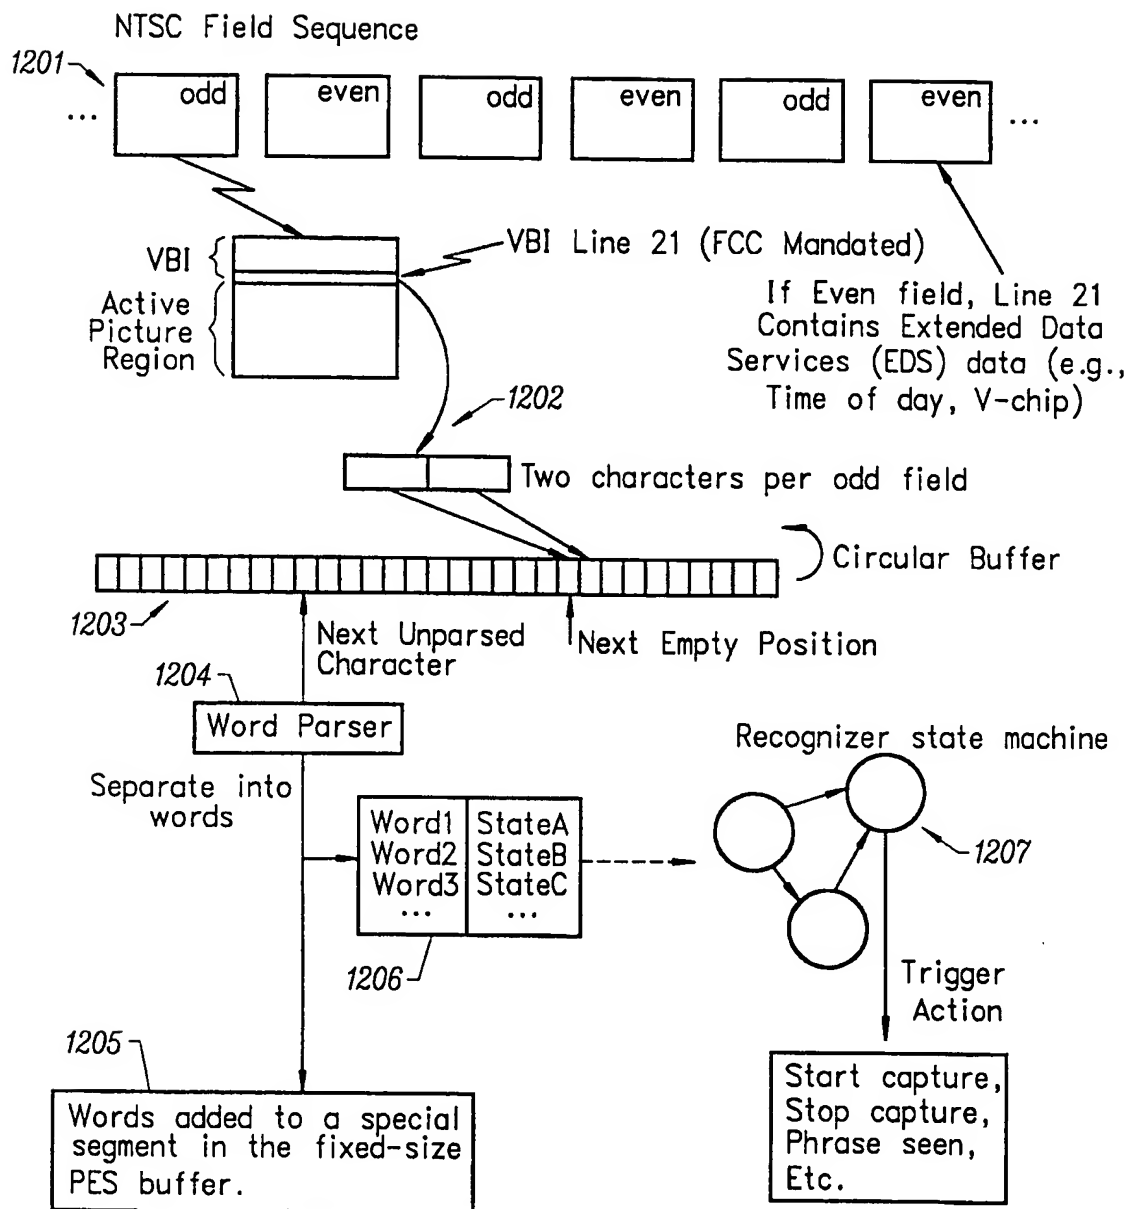 NTSC Field Sequence
1201
... odd even odd even odd even ...
VBI
VBI Line 21 (FCC Mandated)
Active
Picture
Region
If Even field, Line 21
Contains Extended Data
Services (EDS) data (e.g.,
Time of day, V-chip)
1202
Two characters per odd field
Circular Buffer
1203
Next Unparsed
Character
Next Empty Position
1204
Word Parser
Separate into
words
Word1 StateA
Word2 StateB
Word3 StateC
... ...
1206
Recognizer state machine
1207
Trigger
Action
1205
Words added to a special
segment in the fixed-size
PES buffer.
Start capture,
Stop capture,
Phrase seen,
Etc.